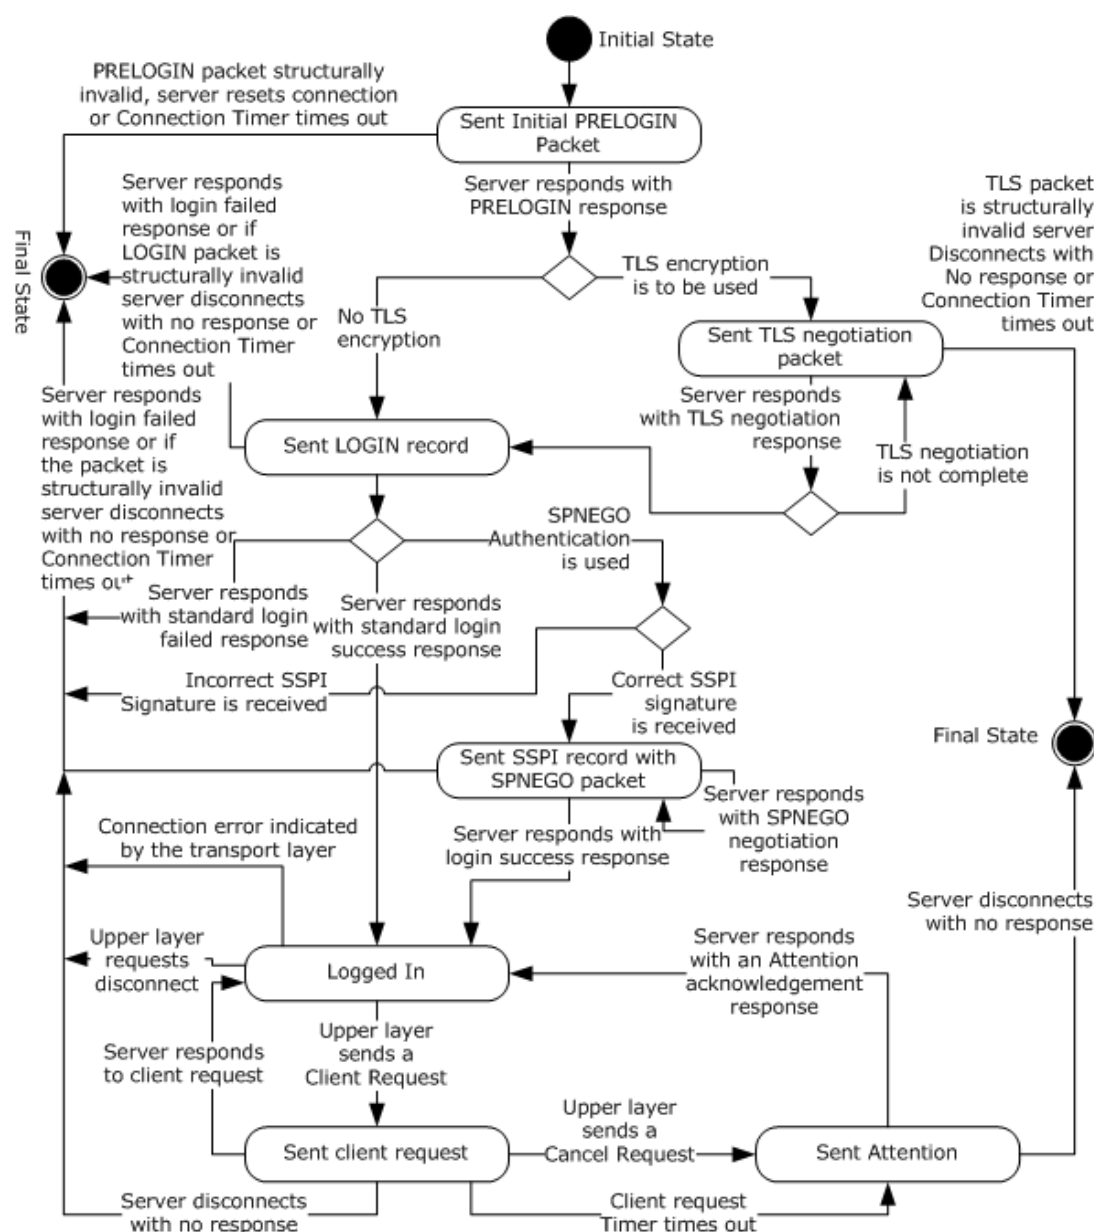 Initial State
PRELOGIN packet structurally
invalid, server resets connection
or Connection Timer times out
Sent Initial PRELOGIN
Packet
Server responds with
PRELOGIN response
Server responds
with login failed
response or if
LOGIN packet is
structurally invalid
server disconnects
with no response or
Connection Timer
times out
Final State
TLS packet
is structurally
invalid server
Disconnects with
No response or
Connection Timer
times out
TLS encryption
is to be used
No TLS
encryption
Sent TLS negotiation
packet
Server responds
with TLS negotiation
response
TLS negotiation
is not complete
Server responds
with login failed
response or if
the packet is
structurally invalid
server disconnects
with no response or
Connection Timer
times out
Sent LOGIN record
SPNEGO
Authentication
is used
Server responds
with standard login
failed response
Server responds
with standard login
success response
Incorrect SSPI
Signature is received
Correct SSPI
signature
is received
Final State
Sent SSPI record with
SPNEGO packet
Server responds
with SPNEGO
negotiation
response
Connection error indicated
by the transport layer
Server responds with
login success response
Server disconnects
with no response
Upper layer
requests
disconnect
Logged In
Server responds
with an Attention
acknowledgement
response
Server responds
to client request
Upper layer
sends a
Client Request
Upper layer
sends a
Cancel Request
Sent client request
Sent Attention
Server disconnects
with no response
Client request
Timer times out